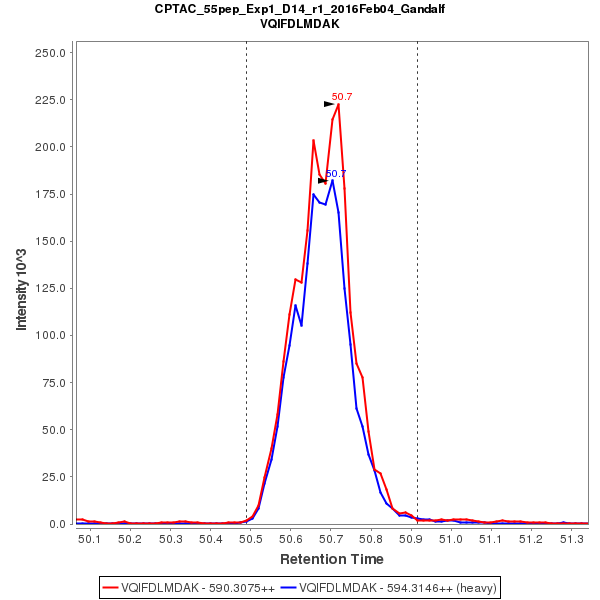 CPTAC_55pep_Exp1_D14_r1_2016Feb04_Gandalf
VQIFDLMDAK
250.0
225.0
200.0
175.0
150.0
125.0
100.0
75.0
50.0
25.0
0.0
Intensity 10^3
50.7
50.7
50.1 50.2 50.3 50.4 50.5 50.6 50.7 50.8 50.9 51.0 51.1 51.2 51.3
Retention Time
VQIFDLMDAK - 590.3075++ VQIFDLMDAK - 594.3146++ (heavy)